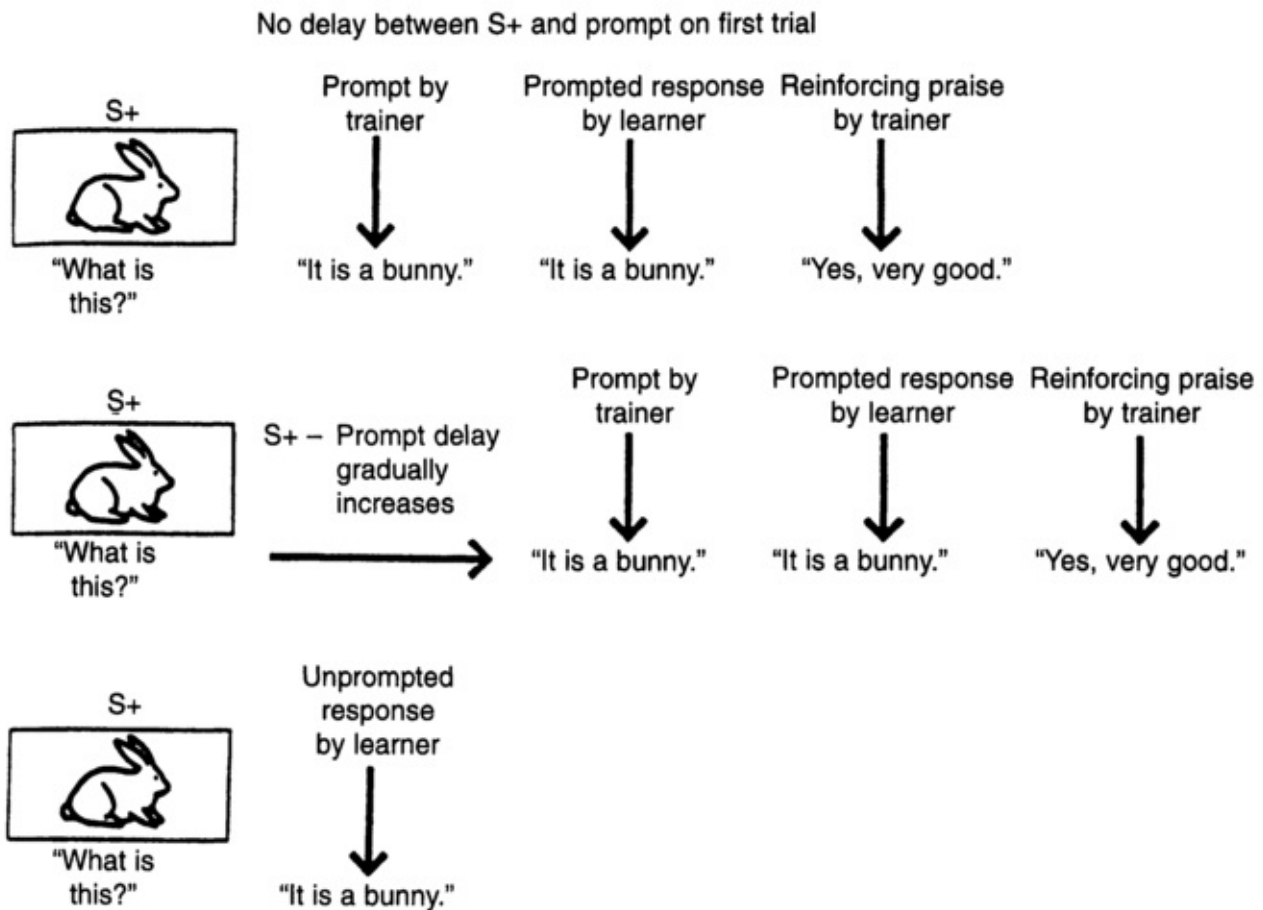 No delay between S+ and prompt on first trial
S+
Prompt by
trainer
Prompted response
by learner
Reinforcing praise
by trainer
"What is
this?"
"It is a bunny."
"It is a bunny."
"Yes, very good."
S+
S+ – Prompt delay
gradually
increases
Prompt by
trainer
Prompted response
by learner
Reinforcing praise
by trainer
"What is
this?"
"It is a bunny."
"It is a bunny."
"Yes, very good."
S+
Unprompted
response
by learner
"What is
this?"
"It is a bunny."